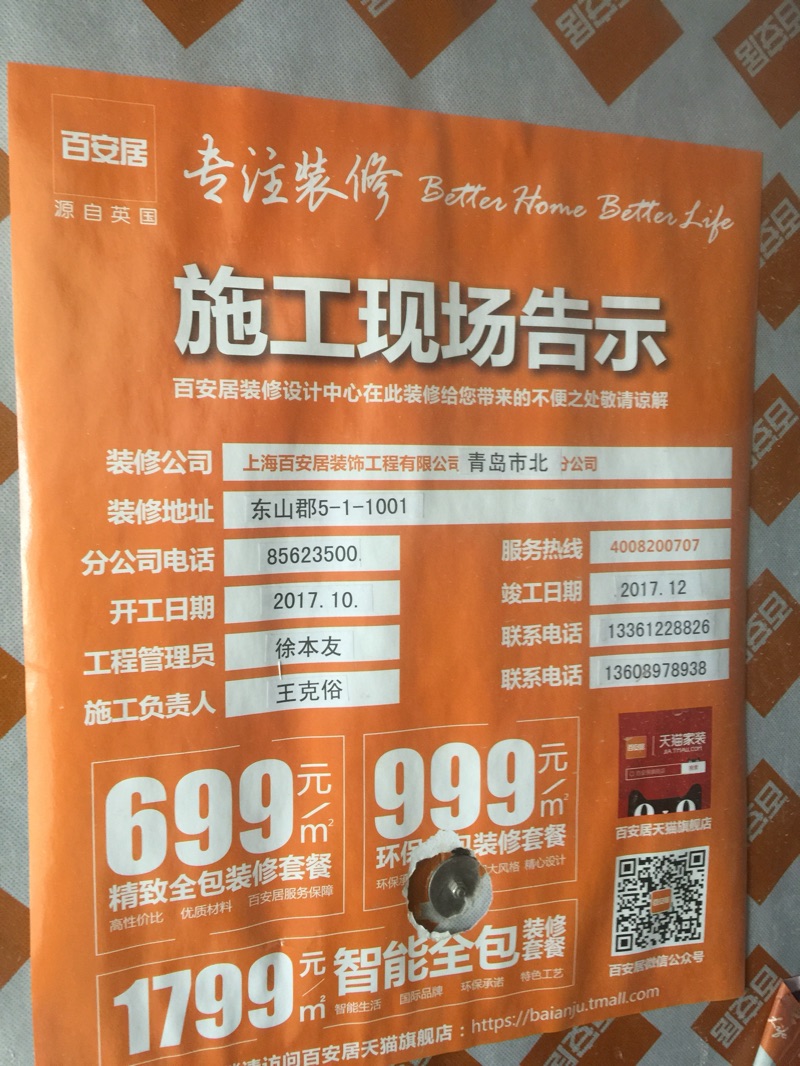 百安居
源自英国
专注装修 Better Home Better Life
施工现场告示
百安居装修设计中心在此装修给您带来的不便之处敬请谅解
装修公司 上海百安居装饰工程有限公司 青岛市北 分公司
装修地址 东山郡5-1-1001
分公司电话 85623500. 服务热线 4008200707
开工日期 2017.10. 竣工日期 2017.12
工程管理员 徐本友 联系电话 13361228826
施工负责人 王克俗 联系电话 13608978938
699元/m²
精致全包装修套餐
高性价比 优质材料 百安居服务保障
999元/m²
环保 包装修套餐
环保 大风格 精心设计
天猫家装
JIA.TMALL.COM
百安居天猫旗舰店
百安居
百安居微信公众号
1799元/m² 智能全包装修套餐
智能生活 国际品牌 环保承诺 特色工艺
请访问百安居天猫旗舰店：https://baianju.tmall.com